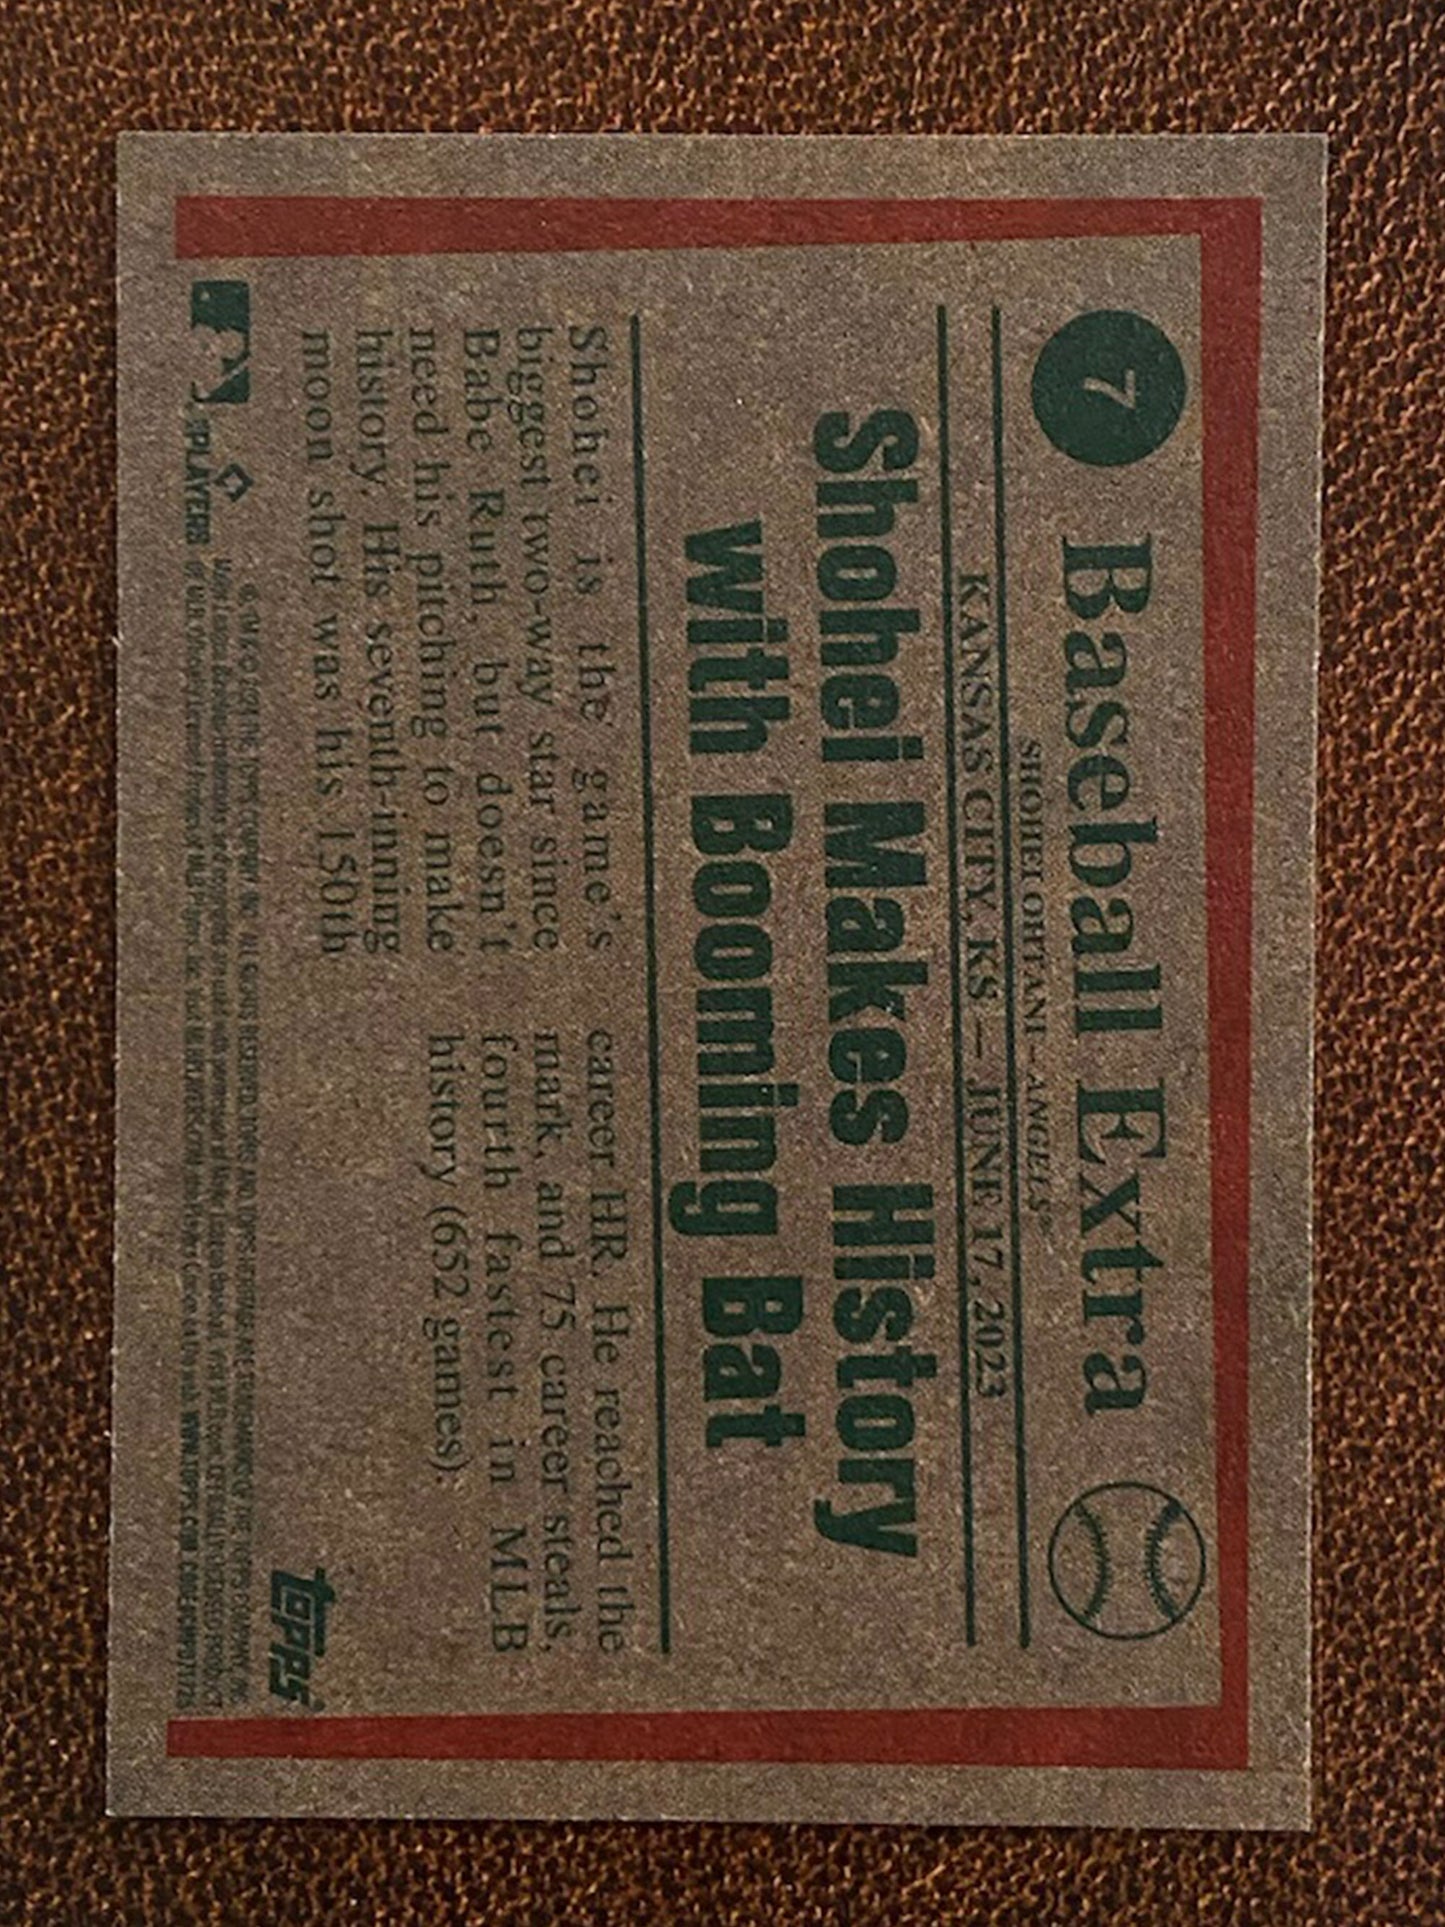 7
Baseball Extra
SHOHEI OHTANI – ANGELS®
KANSAS CITY, KS — JUNE 17, 2023
Shohei Makes History
with Booming Bat
Shohei is the game's
biggest two-way star since
Babe Ruth, but doesn't
need his pitching to make
history. His seventh-inning
moon shot was his 150th
career HR. He reached the
mark, and 75 career steals,
fourth fastest in MLB
history (652 games).
topps
PLAYERS